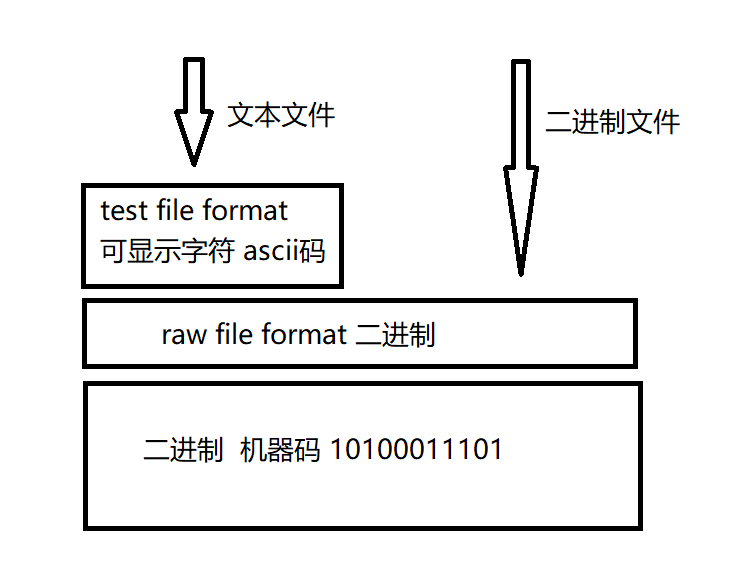 文本文件
二进制文件
test file format
可显示字符 ascii码
raw file format 二进制
二进制 机器码 10100011101